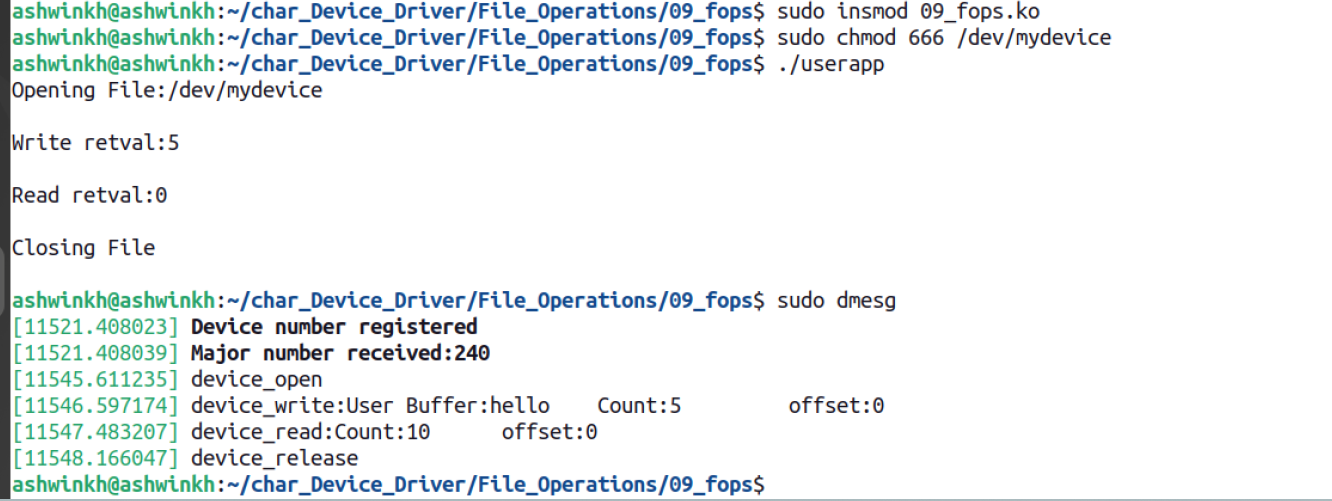 ashwinkh@ashwinkh:~/char_Device_Driver/File_Operations/09_fops$ sudo insmod 09_fops.ko
ashwinkh@ashwinkh:~/char_Device_Driver/File_Operations/09_fops$ sudo chmod 666 /dev/mydevice
ashwinkh@ashwinkh:~/char_Device_Driver/File_Operations/09_fops$ ./userapp
Opening File:/dev/mydevice
Write retval:5
Read retval:0
Closing File
ashwinkh@ashwinkh:~/char_Device_Driver/File_Operations/09_fops$ sudo dmesg
[11521.408023] Device number registered
[11521.408039] Major number received:240
[11545.611235] device_open
[11546.597174] device_write:User Buffer:hello    Count:5         offset:0
[11547.483207] device_read:Count:10      offset:0
[11548.166047] device_release
ashwinkh@ashwinkh:~/char_Device_Driver/File_Operations/09_fops$